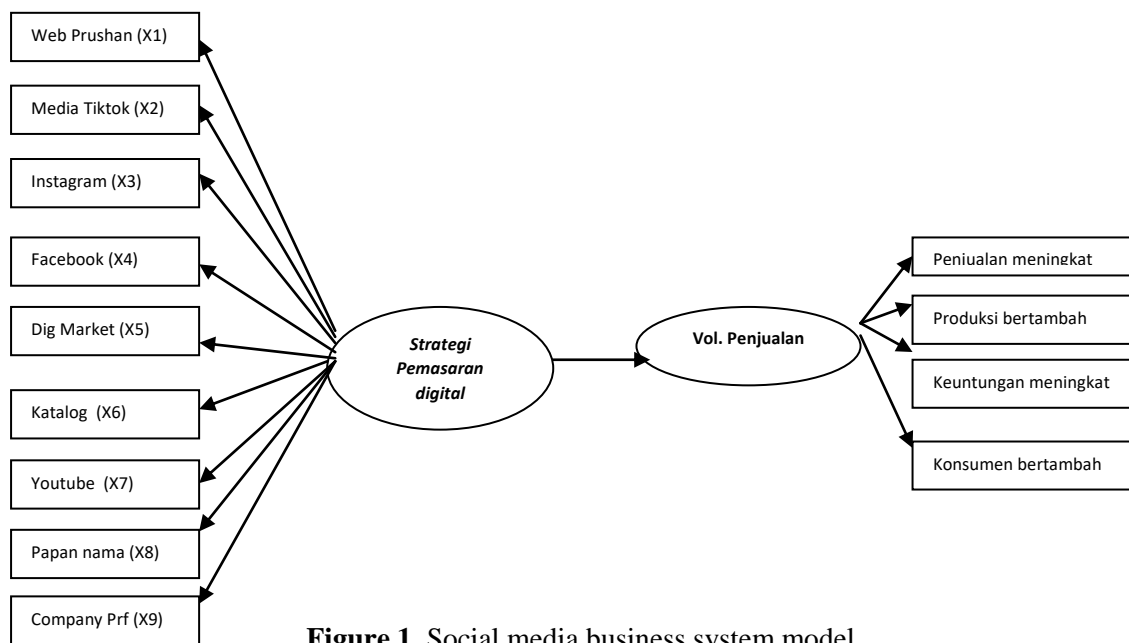 Web Prushan (X1)
Media Tiktok (X2)
Instagram (X3)
Facebook (X4)
Dig Market (X5)
Katalog (X6)
Youtube (X7)
Papan nama (X8)
Company Prf (X9)
Strategi
Pemasaran
digital
Vol. Penjualan
Penjualan meningkat
Produksi bertambah
Keuntungan meningkat
Konsumen bertambah
Figure 1. Social media business system model